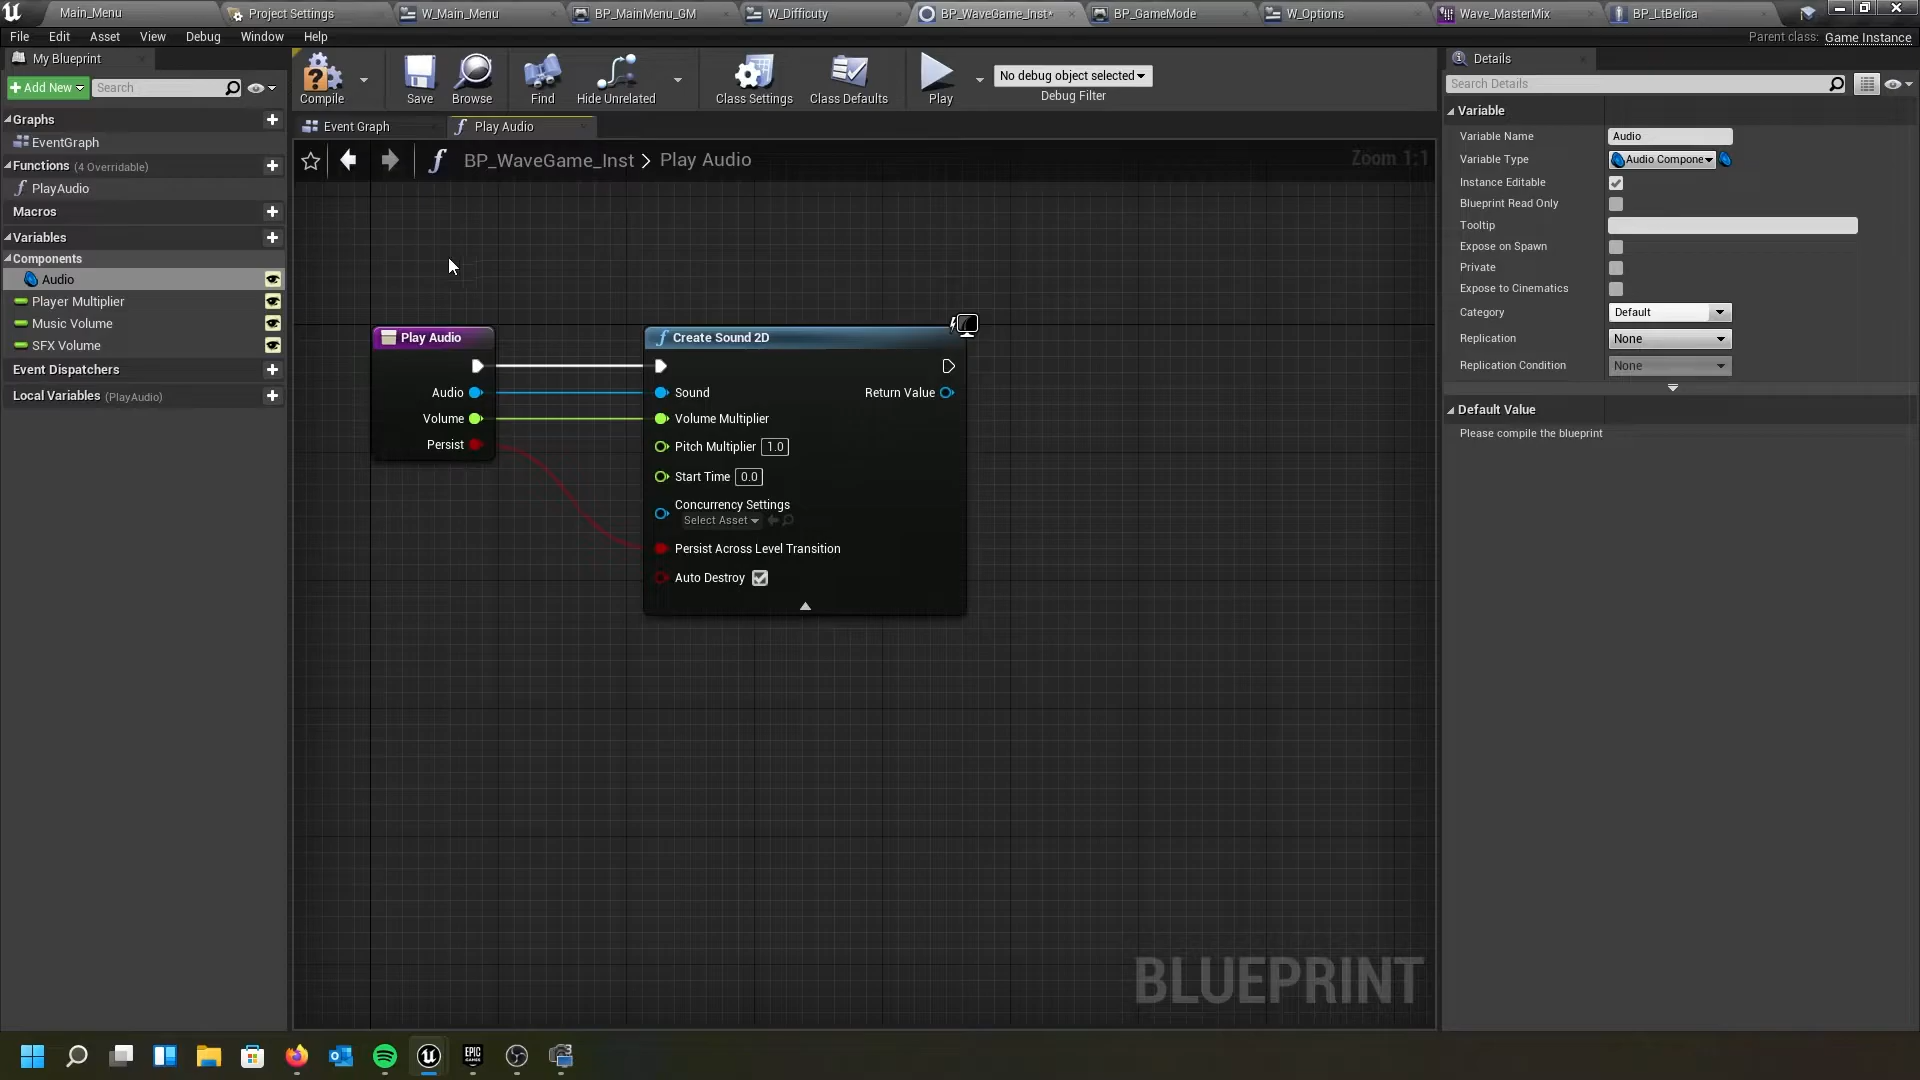 Main_Menu
Project Settings
W_Main_Menu
BP_MainMenu_GM
W_Difficuty
BP_WaveGame_Inst*
BP_GameMode
W_Options
Wave_MasterMix
BP_LtBelica
File Edit Asset View Debug Window Help
Parent class: Game Instance
My Blueprint
Add New
Search
Compile
Save
Browse
Find
Hide Unrelated
Class Settings
Class Defaults
Play
No debug object selected
Debug Filter
Details
Search Details
Graphs
EventGraph
Functions (4 Overridable)
PlayAudio
Macros
Variables
Components
Audio
Player Multiplier
Music Volume
SFX Volume
Event Dispatchers
Local Variables (PlayAudio)
Event Graph
Play Audio
BP_WaveGame_Inst > Play Audio
Zoom 1:1
Play Audio
Audio
Volume
Persist
Create Sound 2D
Sound
Return Value
Volume Multiplier
Pitch Multiplier 1.0
Start Time 0.0
Concurrency Settings
Select Asset
Persist Across Level Transition
Auto Destroy
BLUEPRINT
Variable
Variable Name Audio
Variable Type Audio Compone
Instance Editable
Blueprint Read Only
Tooltip
Expose on Spawn
Private
Expose to Cinematics
Category Default
Replication None
Replication Condition None
Default Value
Please compile the blueprint
EPIC
GAMES